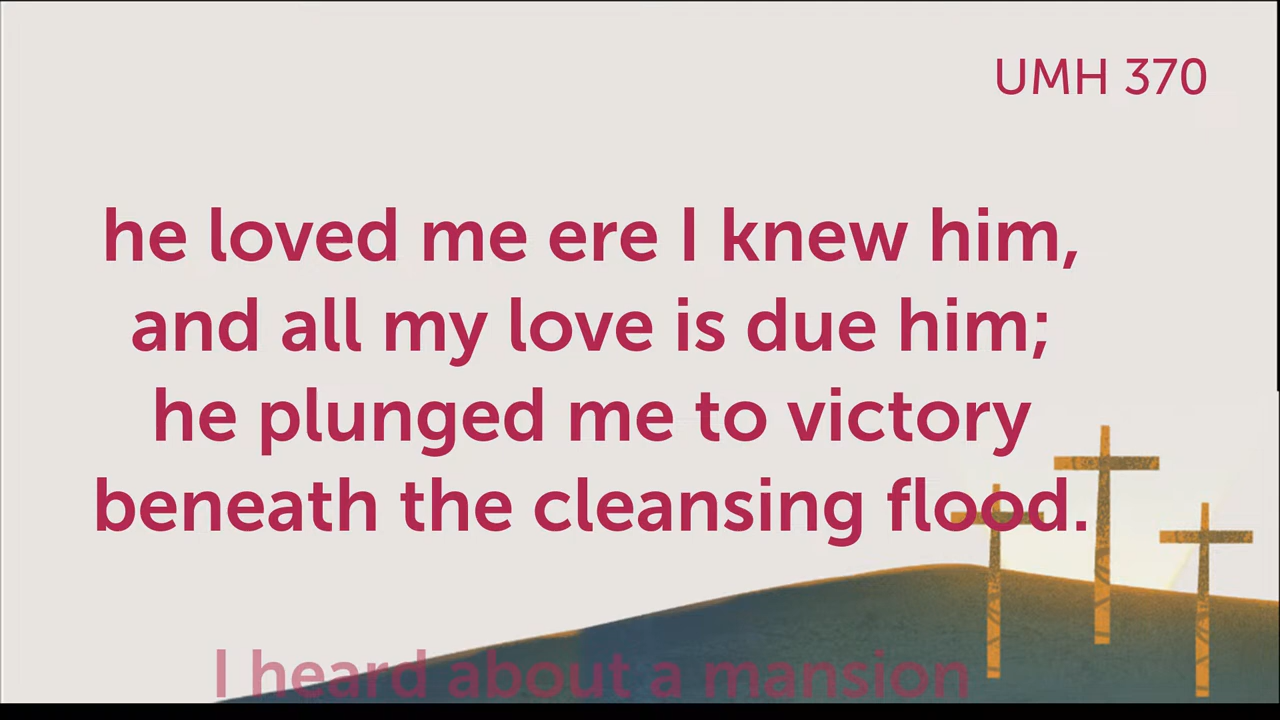 UMH 370
he loved me ere I knew him,
and all my love is due him;
he plunged me to victory
beneath the cleansing flood.
I heard about a mansion